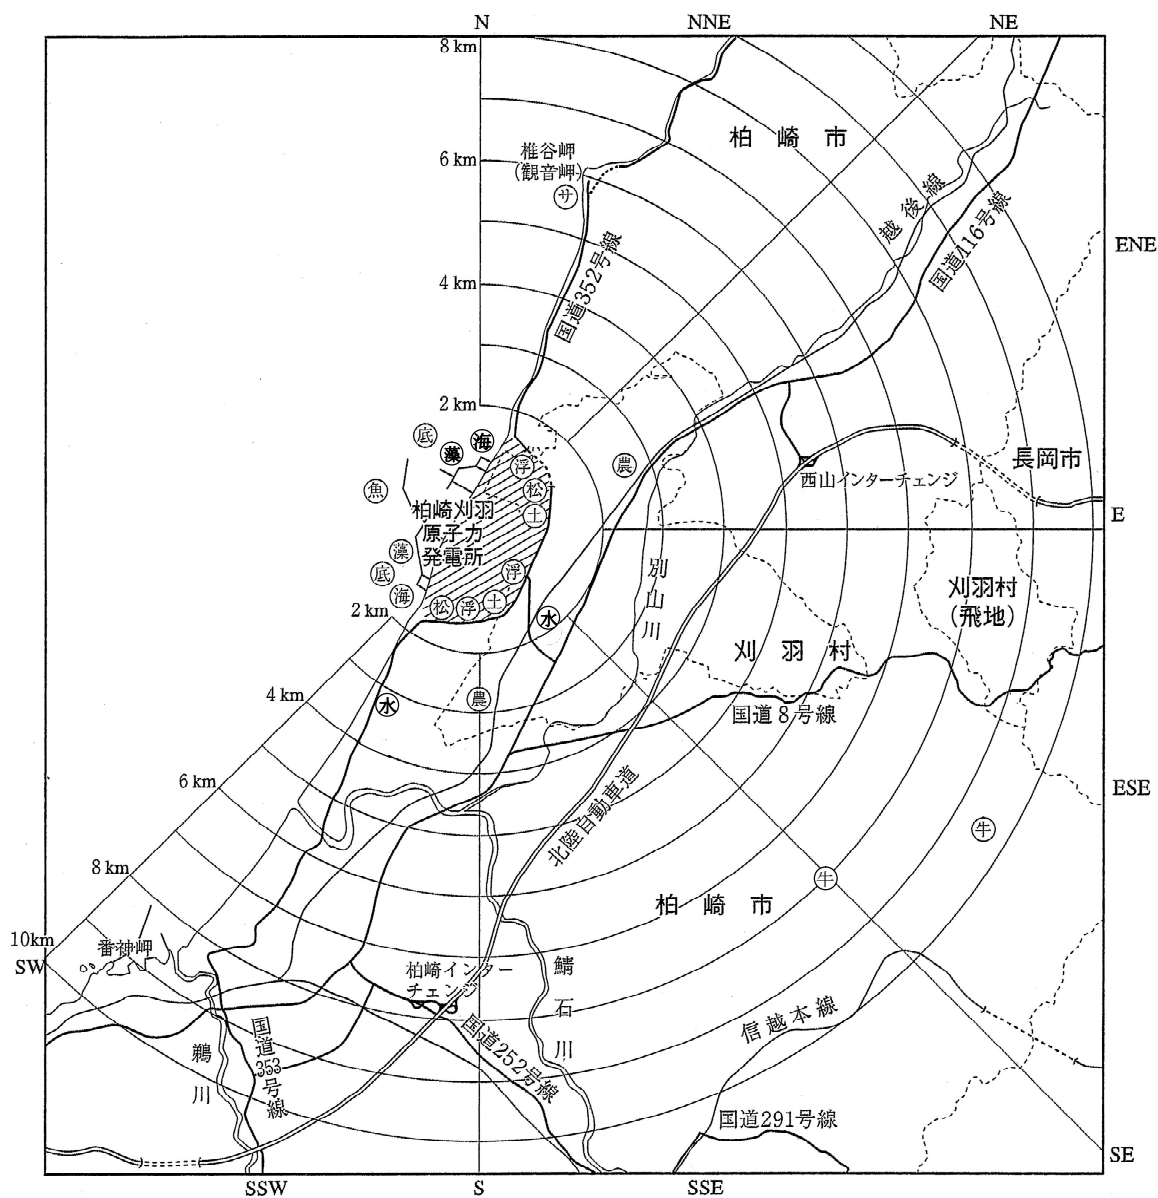 N
NNE
NE
8 km
柏崎市
椎谷岬
(観音岬)
6 km
サ
越後線
国道116号線
ENE
国道352号線
4 km
2 km
底
海
藻
浮
農
長岡市
魚
松
西山インターチェンジ
柏崎刈羽
原子力
発電所
土
E
藻
底
浮
別山川
刈羽村
(飛地)
海
松
浮
土
2 km
水
刈羽村
4 km
水
農
国道8号線
6 km
北陸自動車道
ESE
牛
8 km
牛
柏崎市
10km
SW
番神岬
柏崎インター
チェンジ
鯖石川
信越本線
国道353号線
鵜川
国道252号線
国道291号線
SE
SSW
S
SSE